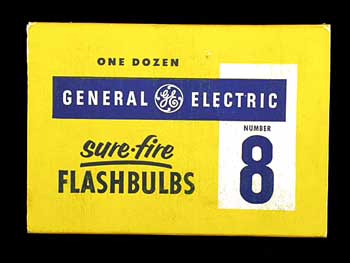 ONE DOZEN
GENERAL GE ELECTRIC
sure-fire
FLASHBULBS
NUMBER
8